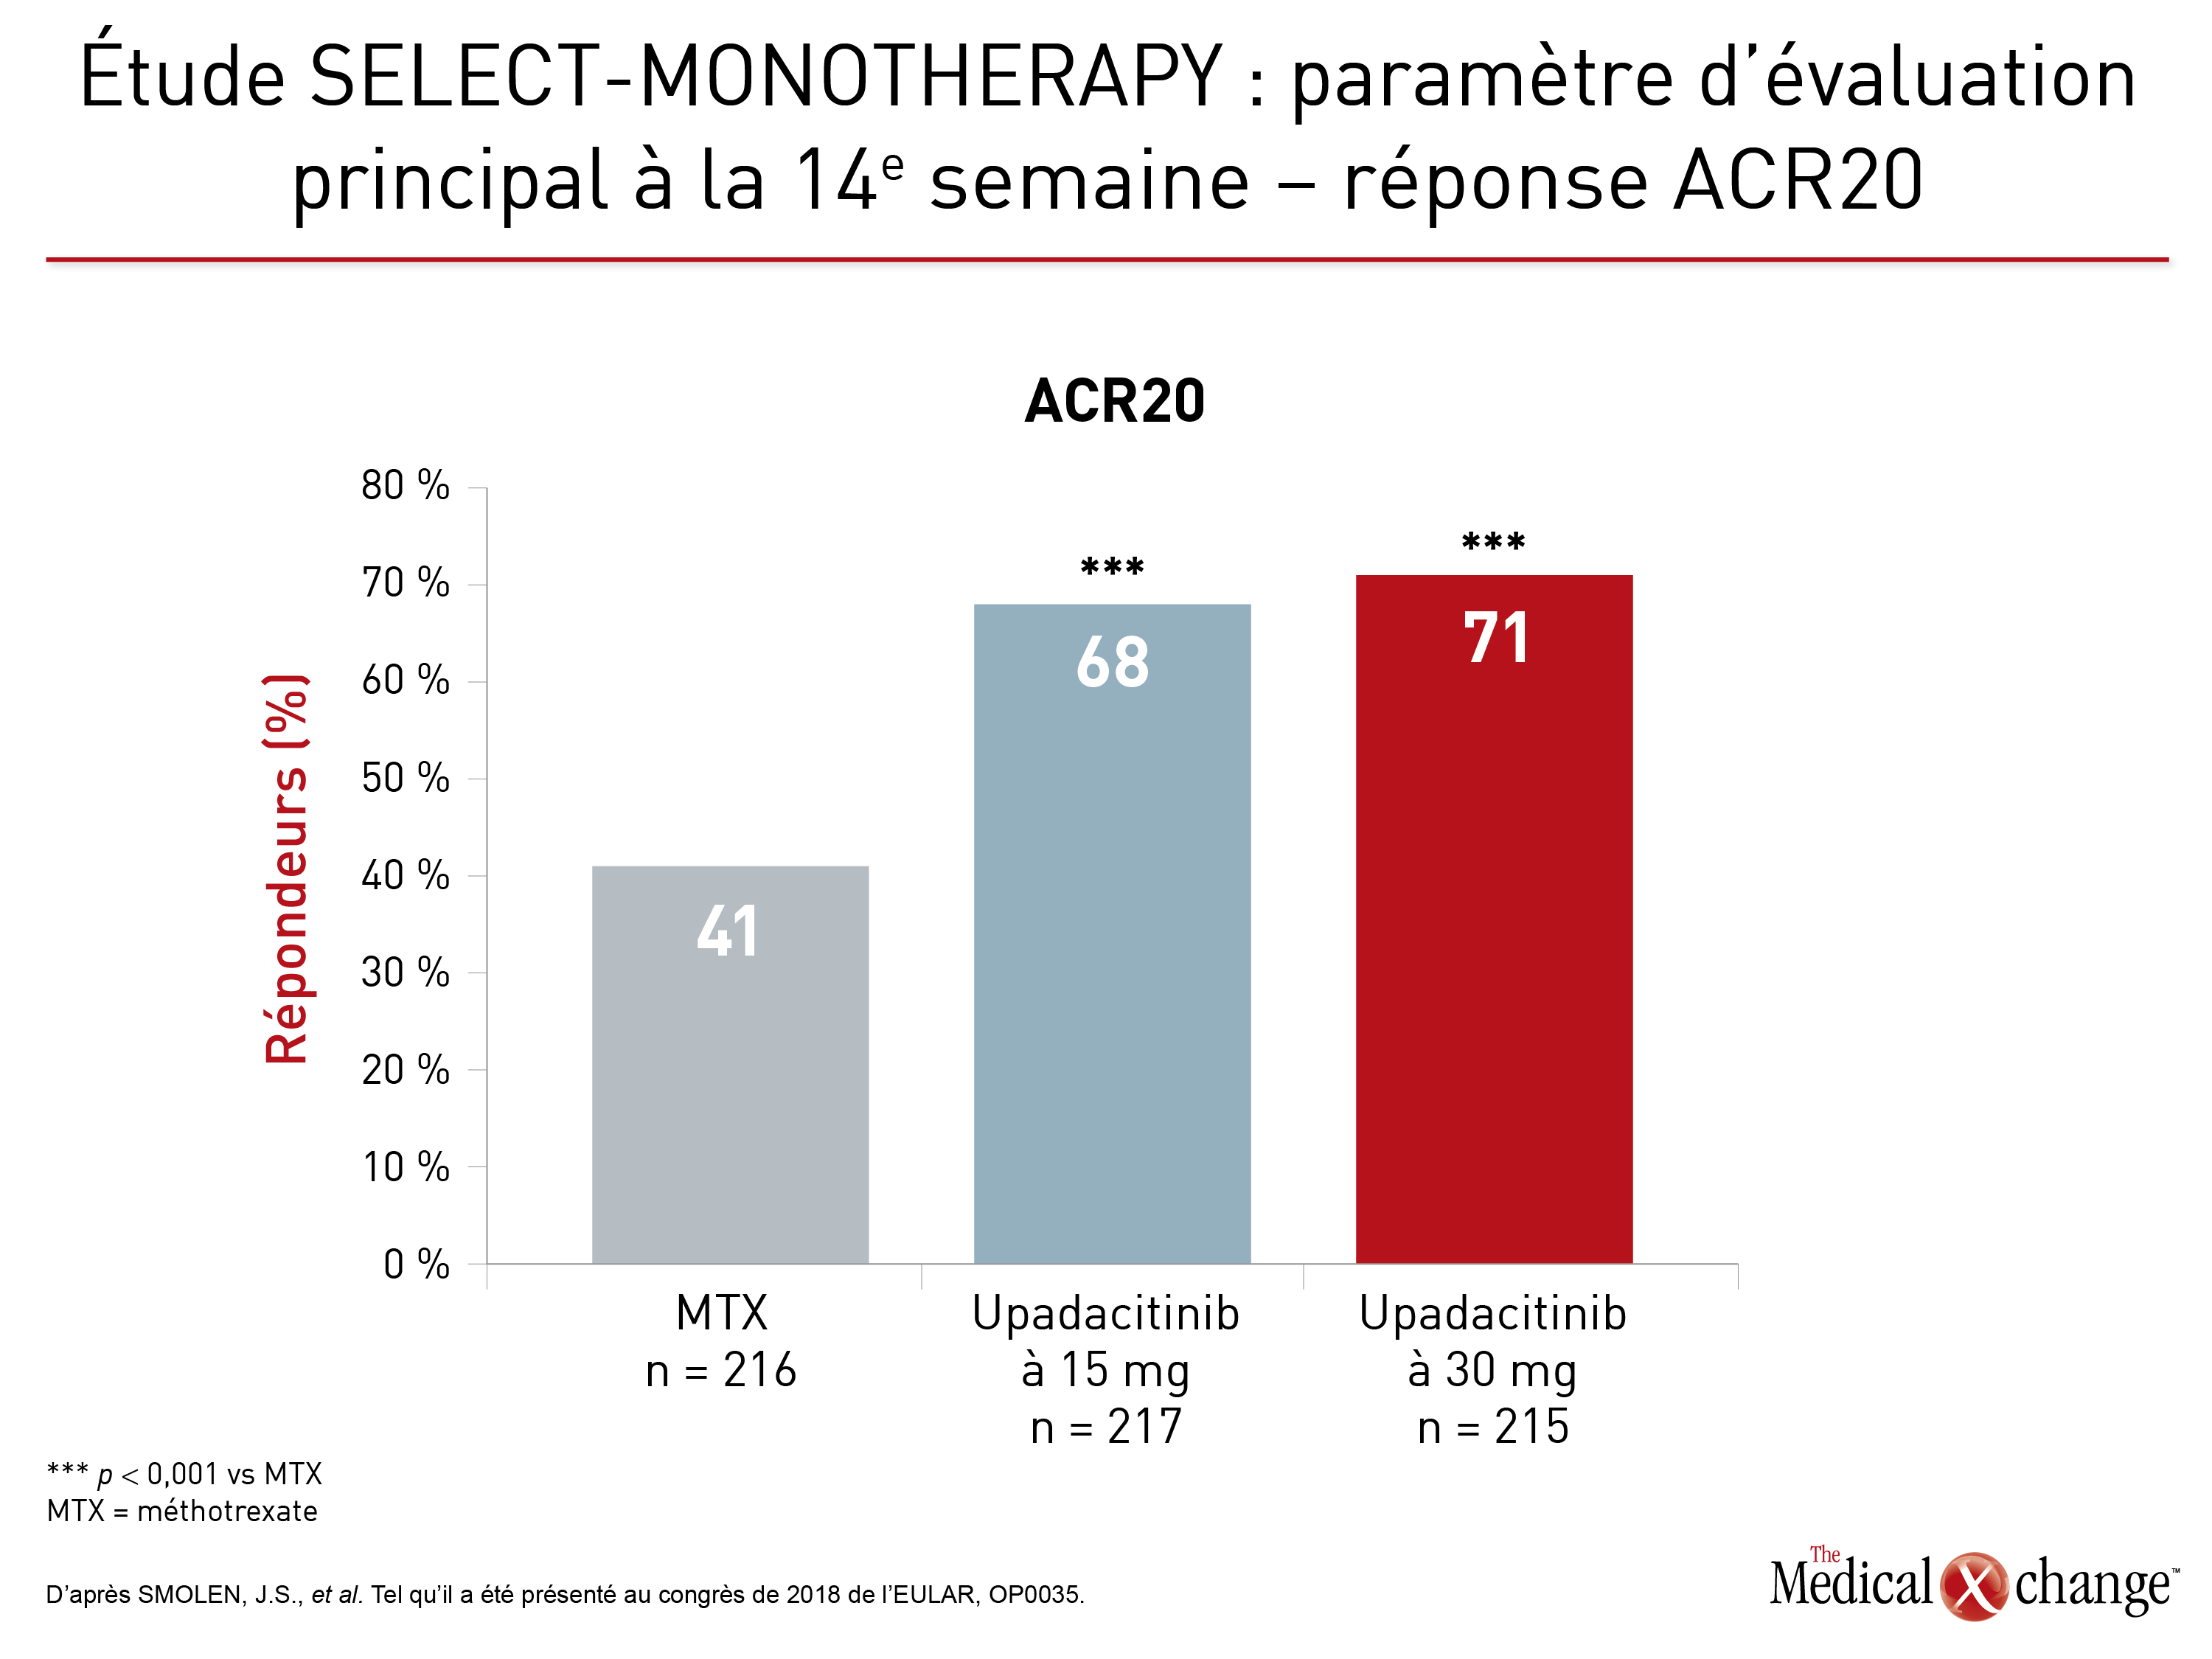 Étude SELECT-MONOTHERAPY : paramètre d’évaluation
principal à la 14e semaine – réponse ACR20
ACR20
Répondeurs (%)
80 %
70 %
60 %
50 %
40 %
30 %
20 %
10 %
0 %
41
***
68
***
71
MTX
n = 216
Upadacitinib
à 15 mg
n = 217
Upadacitinib
à 30 mg
n = 215
*** p < 0,001 vs MTX
MTX = méthotrexate
D’après SMOLEN, J.S., et al. Tel qu’il a été présenté au congrès de 2018 de l’EULAR, OP0035.
The
Medical X change™